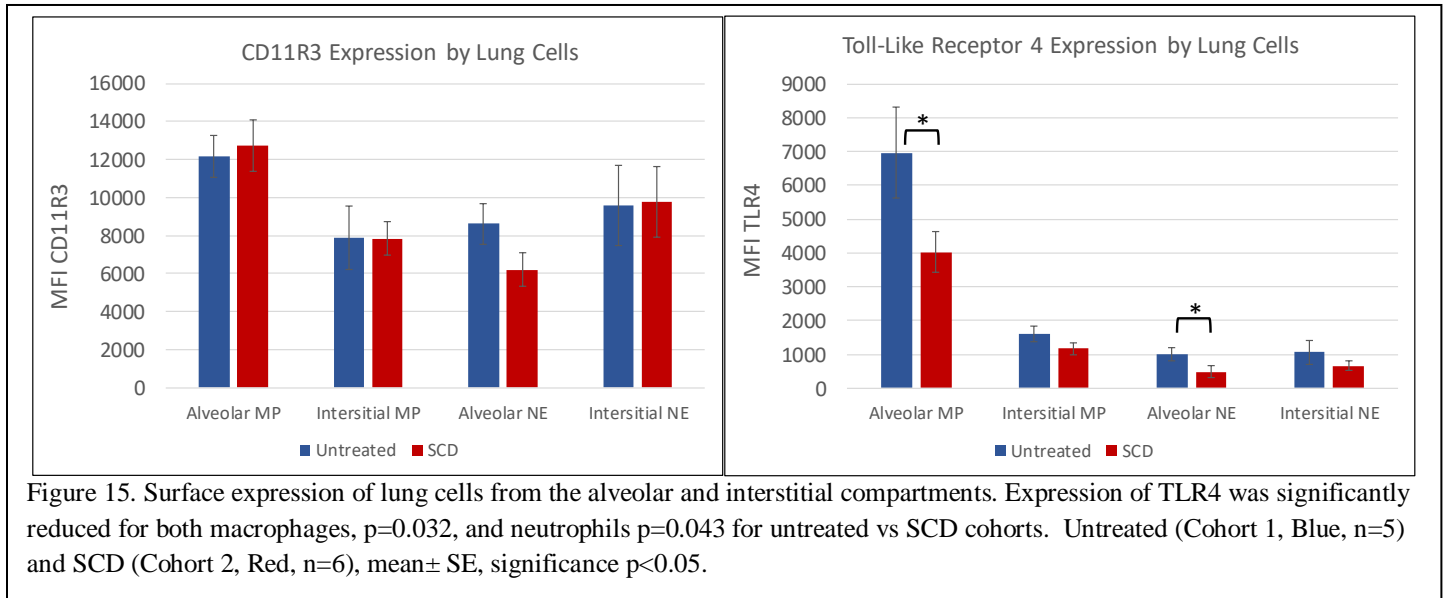 CD11R3 Expression by Lung Cells
MFI CD11R3
16000
14000
12000
10000
8000
6000
4000
2000
0
Alveolar MP
Intersitial MP
Alveolar NE
Intersitial NE
Untreated
SCD
Toll-Like Receptor 4 Expression by Lung Cells
MFI TLR4
9000
8000
7000
6000
5000
4000
3000
2000
1000
0
*
*
Alveolar MP
Intersitial MP
Alveolar NE
Intersitial NE
Untreated
SCD
Figure 15. Surface expression of lung cells from the alveolar and interstitial compartments. Expression of TLR4 was significantly
reduced for both macrophages, p=0.032, and neutrophils p=0.043 for untreated vs SCD cohorts. Untreated (Cohort 1, Blue, n=5)
and SCD (Cohort 2, Red, n=6), mean± SE, significance p<0.05.